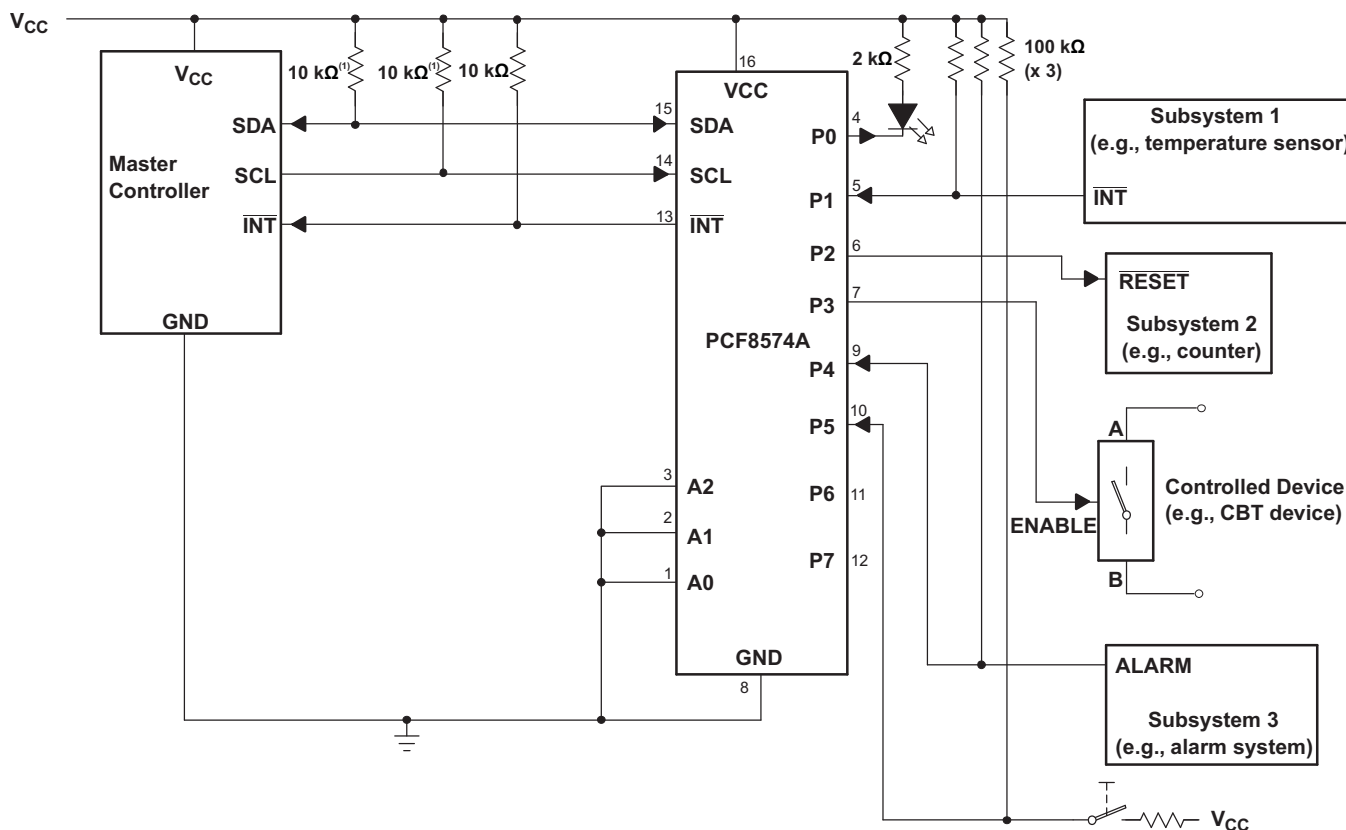 VCC
VCC
10 kΩ(1)
10 kΩ(1)
10 kΩ
2 kΩ
100 kΩ
(x 3)
Master
Controller
SDA
SCL
INT
GND
16
VCC
15
SDA
14
SCL
13
INT
PCF8574A
3
A2
2
A1
1
A0
GND
8
4
P0
5
P1
6
P2
7
P3
9
P4
10
P5
P6
11
P7
12
Subsystem 1
(e.g., temperature sensor)
INT
RESET
Subsystem 2
(e.g., counter)
A
Controlled Device
(e.g., CBT device)
ENABLE
B
ALARM
Subsystem 3
(e.g., alarm system)
VCC